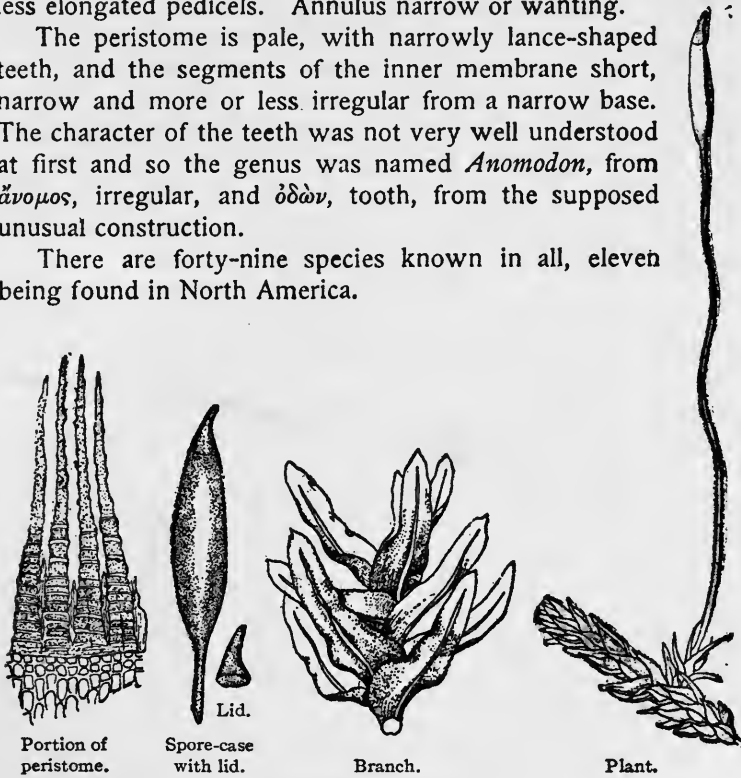 less elongated pedicels. Annulus narrow or wanting.
The peristome is pale, with narrowly lance-shaped
teeth, and the segments of the inner membrane short,
narrow and more or less irregular from a narrow base.
The character of the teeth was not very well understood
at first and so the genus was named Anomodon, from
ἄνομος, irregular, and ὀδὼν, tooth, from the supposed
unusual construction.
There are forty-nine species known in all, eleven
being found in North America.
Lid.
Portion of
peristome.
Spore-case
with lid.
Branch.
Plant.